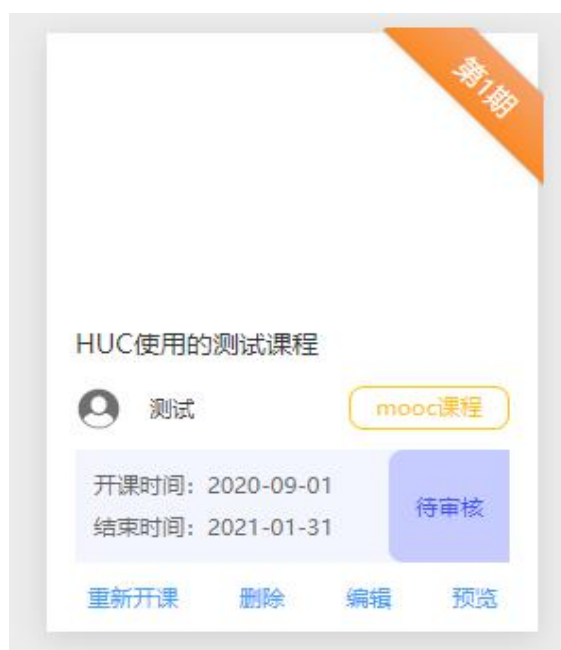 第1期
HUC使用的测试课程
测试
mooc课程
开课时间：2020-09-01
结束时间：2021-01-31
待审核
重新开课 删除 编辑 预览